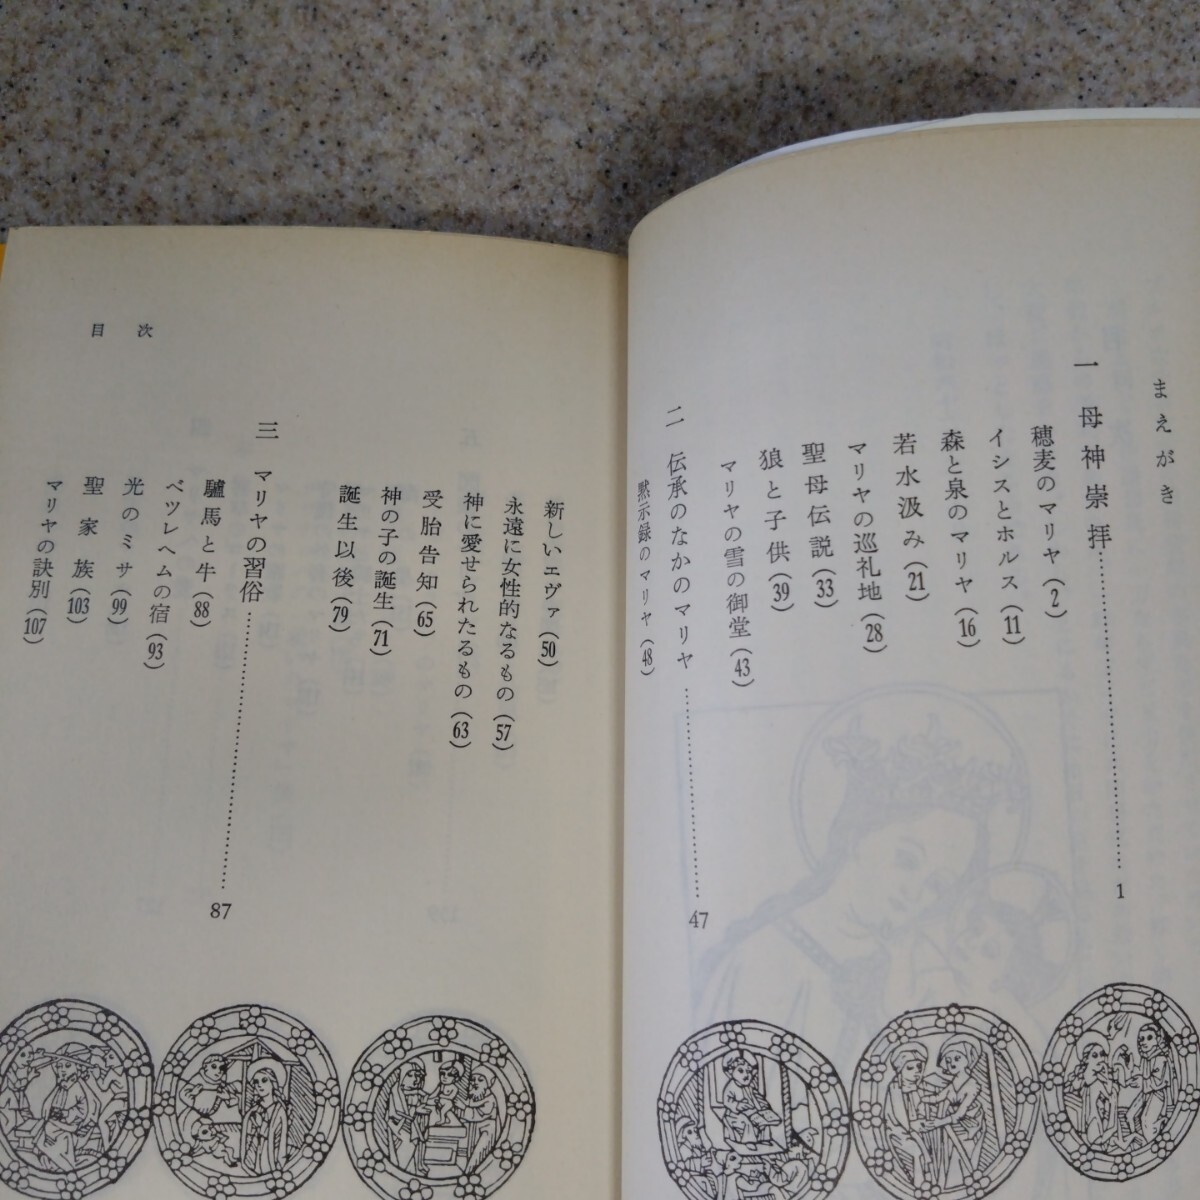 まえがき
一 母神崇拝 1
穂麦のマリヤ (2)
イシスとホルス (11)
森と泉のマリヤ (16)
若水汲み (21)
マリヤの巡礼地 (28)
聖母伝説 (33)
狼と子供 (39)
マリヤの雪の御堂 (43)
二 伝承のなかのマリヤ 47
黙示録のマリヤ (48)
新しいエヴァ (50)
永遠に女性的なるもの (57)
神に愛せられたるもの (63)
受胎告知 (65)
神の子の誕生 (71)
誕生以後 (79)
三 マリヤの習俗 87
驢馬と牛 (88)
ベツレヘムの宿 (93)
光のミサ (99)
聖家族 (103)
マリヤの訣別 (107)
目次